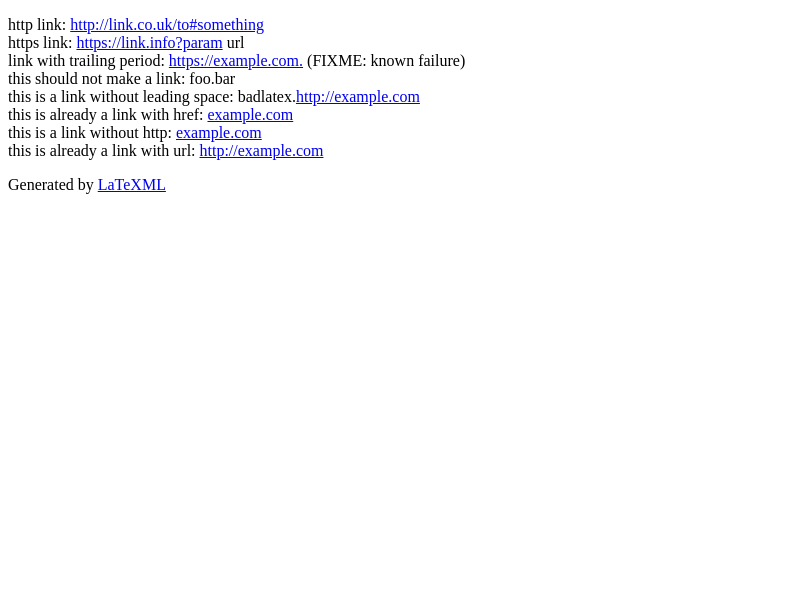 http link: http://link.co.uk/to#something
https link: https://link.info?param url
link with trailing period: https://example.com. (FIXME: known failure)
this should not make a link: foo.bar
this is a link without leading space: badlatex.http://example.com
this is already a link with href: example.com
this is a link without http: example.com
this is already a link with url: http://example.com
Generated by LaTeXML